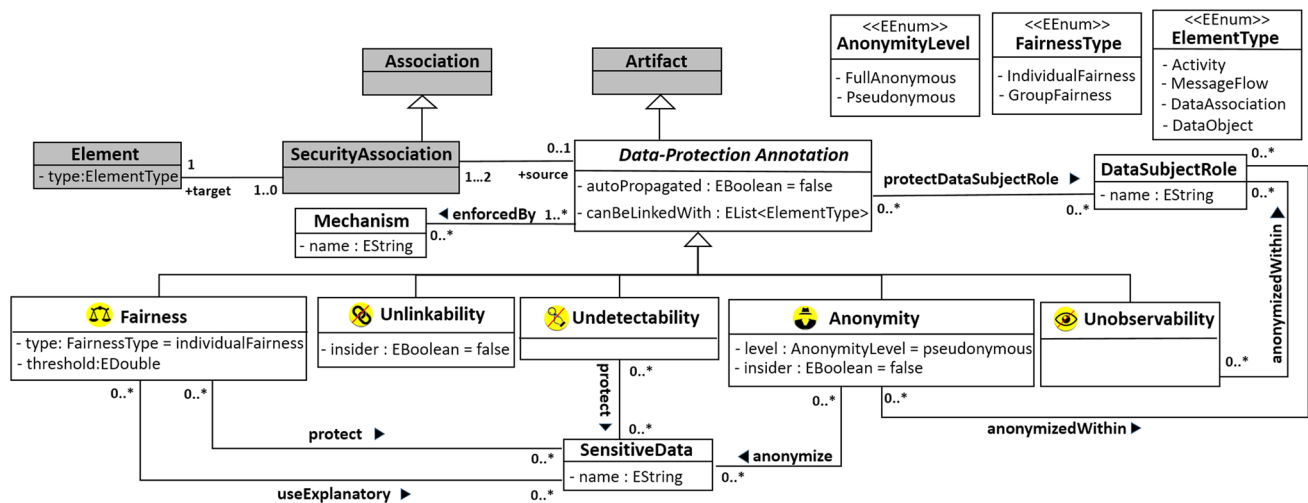 <<EEnum>>
AnonymityLevel
- FullAnonymous
- Pseudonymous
<<EEnum>>
FairnessType
- IndividualFairness
- GroupFairness
<<EEnum>>
ElementType
- Activity
- MessageFlow
- DataAssociation
- DataObject
Association
Artifact
Element
- type:ElementType
1
+target
1..0
SecurityAssociation
1...2
0..1
+source
Data-Protection Annotation
- autoPropagated : EBoolean = false
- canBeLinkedWith : EList<ElementType>
protectDataSubjectRole
0..*
0..*
DataSubjectRole
- name : EString
0..*
0..*
Mechanism
- name : EString
enforcedBy
1..*
0..*
anonymizedWithin
Fairness
- type: FairnessType = individualFairness
- threshold:EDouble
Unlinkability
- insider : EBoolean = false
Undetectability
Anonymity
- level : AnonymityLevel = pseudonymous
- insider : EBoolean = false
Unobservability
0..*
0..*
0..*
0..*
0..*
0..*
protect
protect
0..*
0..*
anonymizedWithin
SensitiveData
- name : EString
anonymize
0..*
useExplanatory
0..*